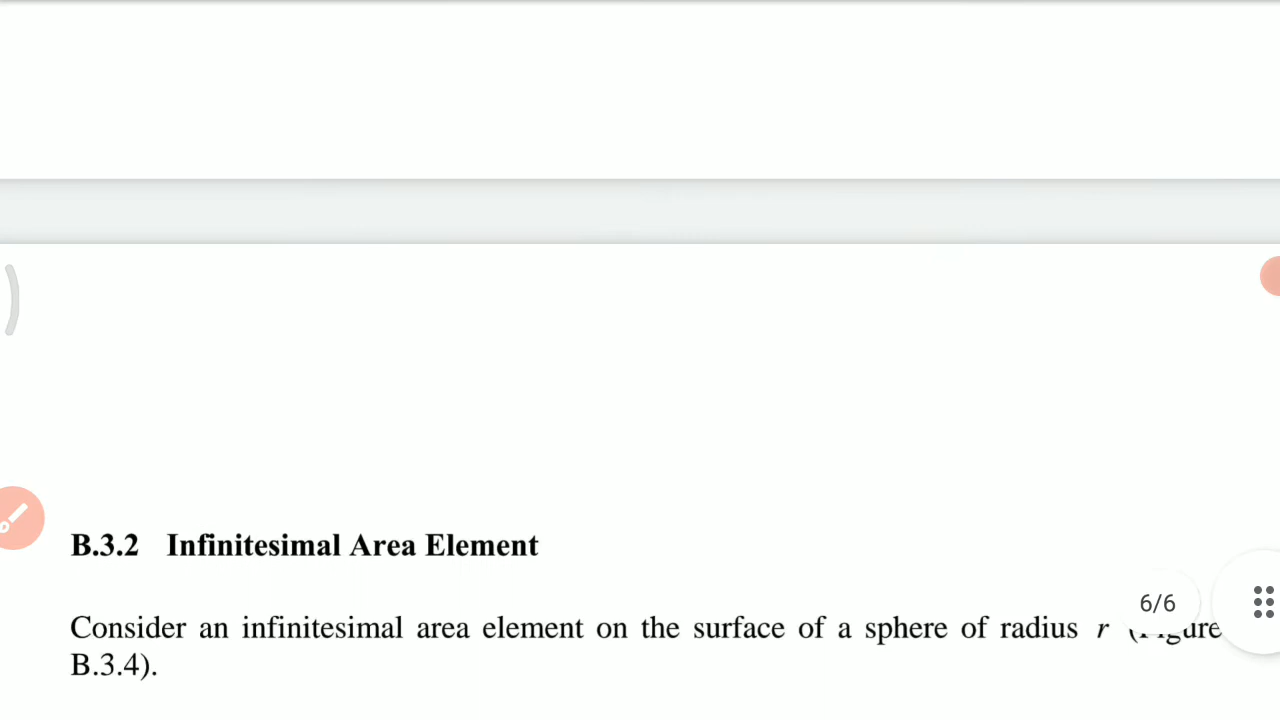 B.3.2 Infinitesimal Area Element
6/6
Consider an infinitesimal area element on the surface of a sphere of radius r
B.3.4).